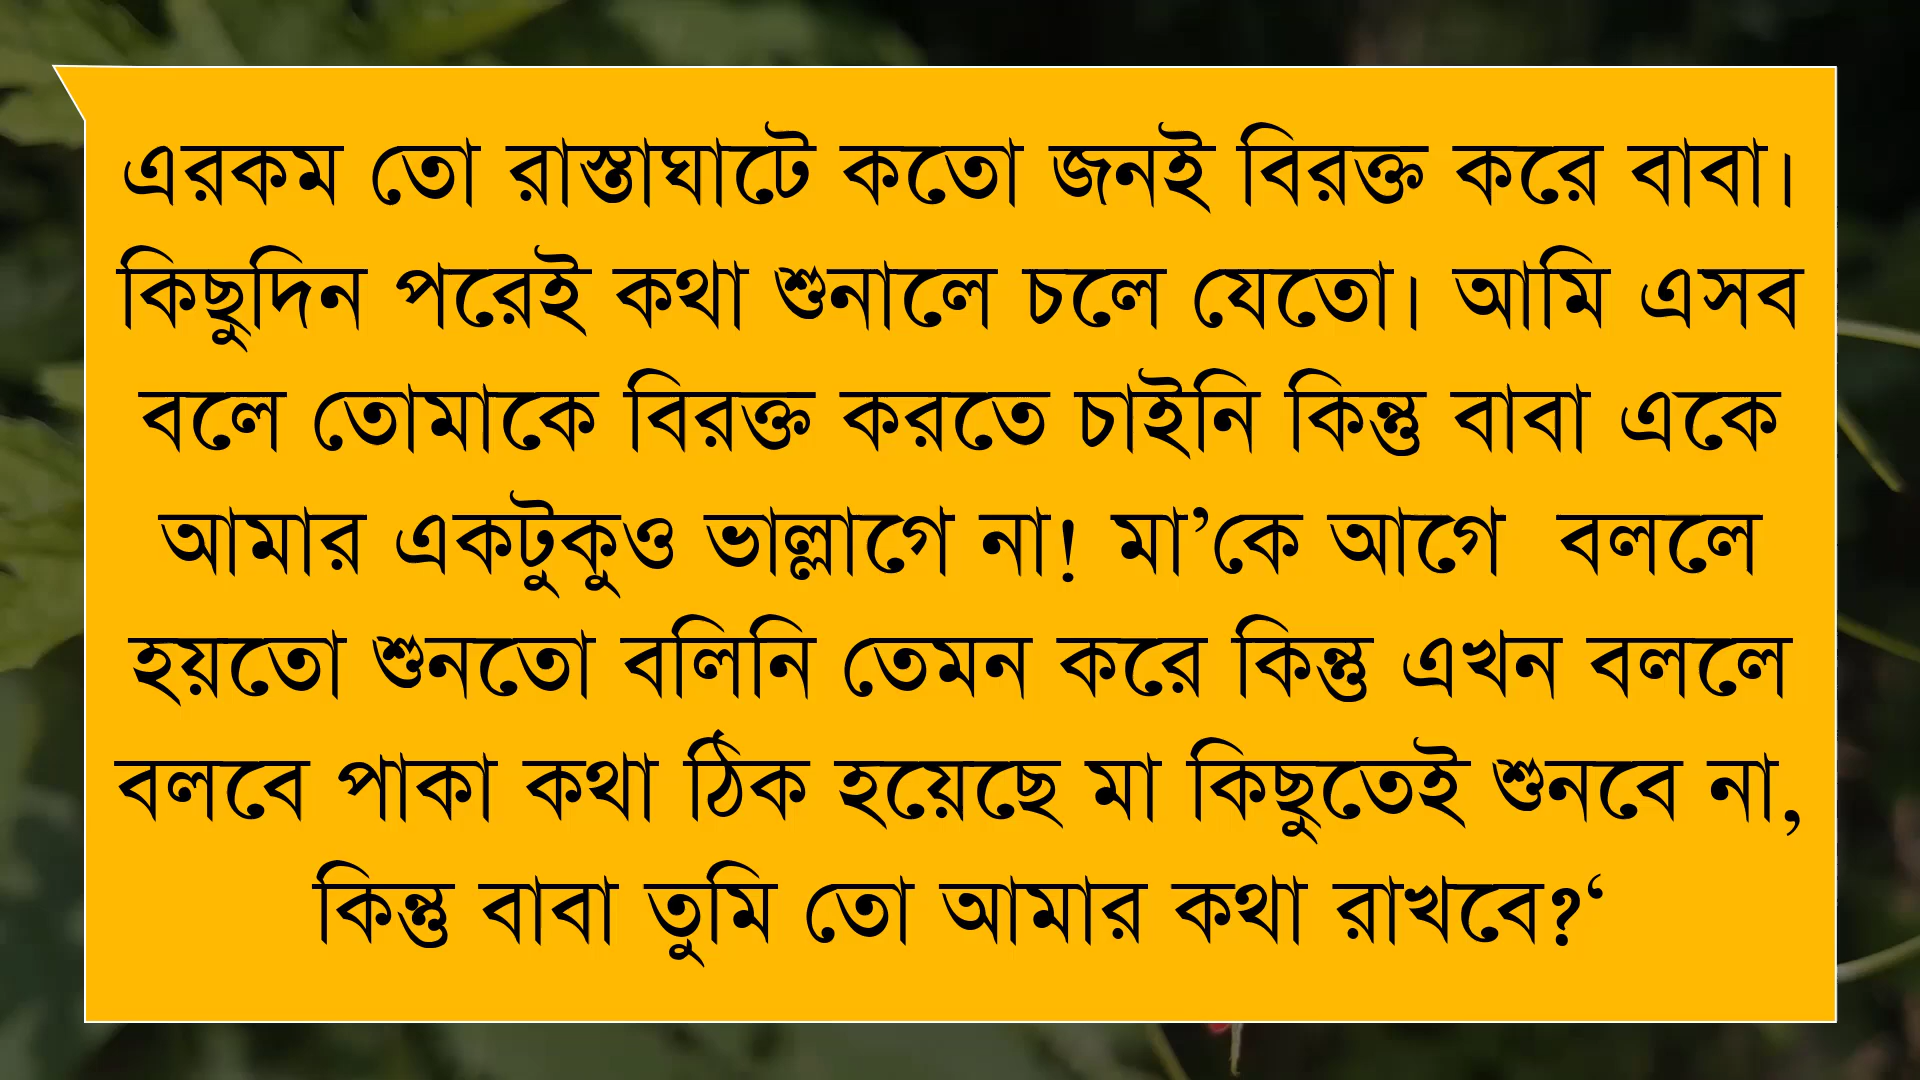 এরকম তো রাস্তাঘাটে কতো জনই বিরক্ত করে বাবা।
কিছুদিন পরেই কথা শুনালে চলে যেতো। আমি এসব
বলে তোমাকে বিরক্ত করতে চাইনি কিন্তু বাবা একে
আমার একটুকুও ভাল্লাগে না! মা’কে আগে  বললে
হয়তো শুনতো বলিনি তেমন করে কিন্তু এখন বললে
বলবে পাকা কথা ঠিক হয়েছে মা কিছুতেই শুনবে না,
কিন্তু বাবা তুমি তো আমার কথা রাখবে?‘